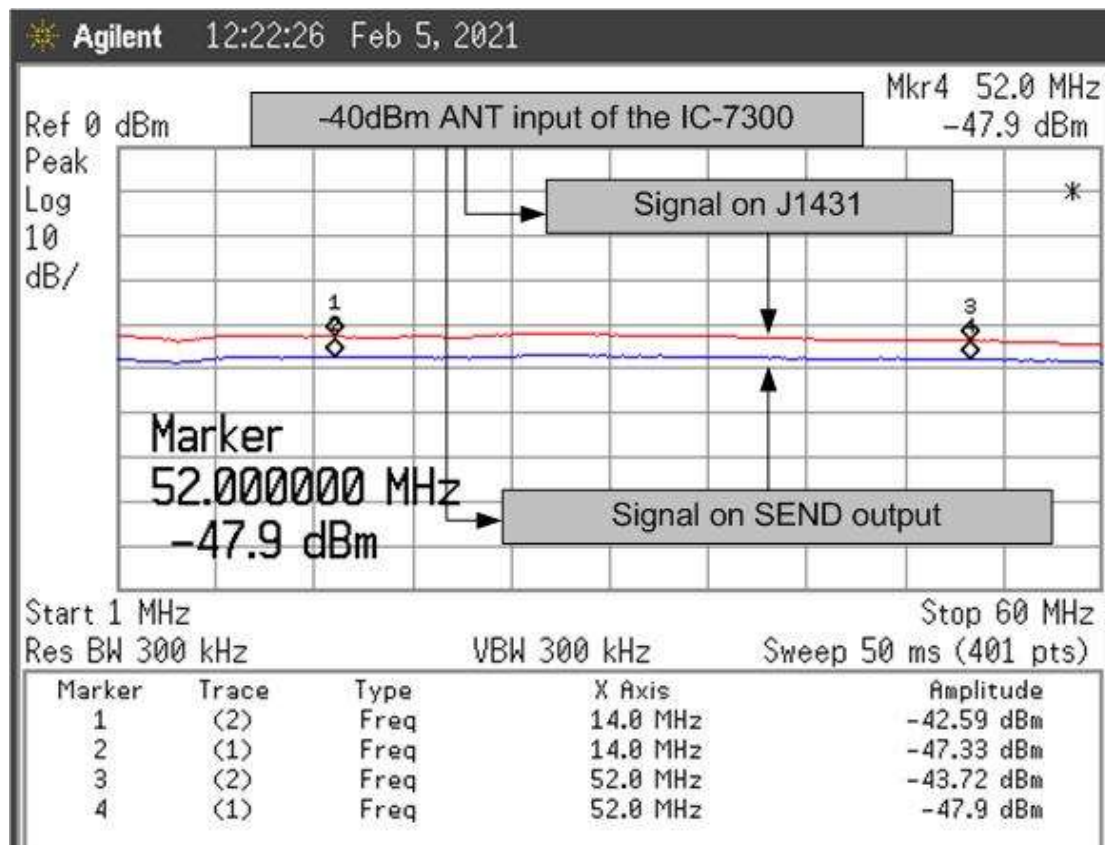 Agilent 12:22:26 Feb 5, 2021
Mkr4 52.0 MHz
Ref 0 dBm -40dBm ANT input of the IC-7300 -47.9 dBm
Peak
Log
10
dB/
Signal on J1431
*
1 3
2 4
Marker
52.000000 MHz
-47.9 dBm
Signal on SEND output
Start 1 MHz Stop 60 MHz
Res BW 300 kHz VBW 300 kHz Sweep 50 ms (401 pts)
Marker Trace Type X Axis Amplitude
1 (2) Freq 14.0 MHz -42.59 dBm
2 (1) Freq 14.0 MHz -47.33 dBm
3 (2) Freq 52.0 MHz -43.72 dBm
4 (1) Freq 52.0 MHz -47.9 dBm